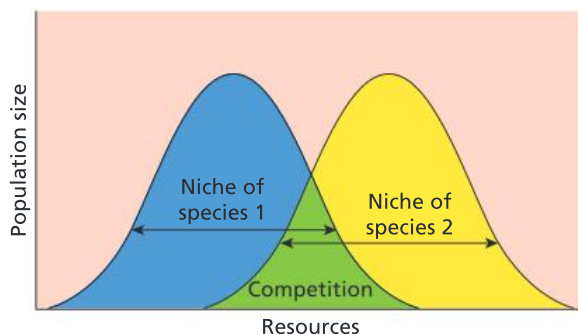 Population size
Niche of
species 1
Niche of
species 2
Competition
Resources